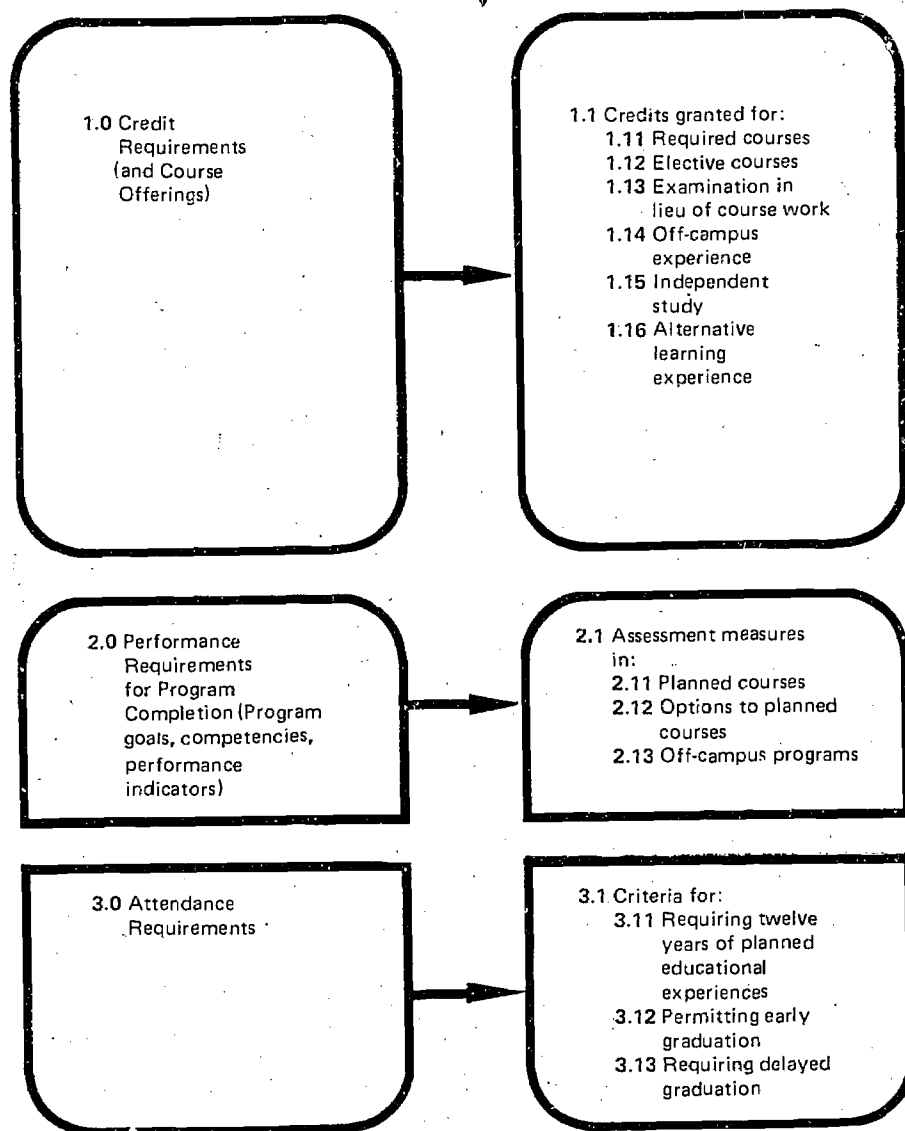 1.0 Credit
Requirements
(and Course
Offerings)
1.1 Credits granted for:
1.11 Required courses
1.12 Elective courses
1.13 Examination in
lieu of course work
1.14 Off-campus
experience
1.15 Independent
study
1.16 Alternative
learning
experience
2.0 Performance
Requirements
for Program
Completion (Program
goals, competencies,
performance
indicators)
2.1 Assessment measures
in:
2.11 Planned courses
2.12 Options to planned
courses
2.13 Off-campus programs
3.0 Attendance
Requirements
3.1 Criteria for:
3.11 Requiring twelve
years of planned
educational
experiences
3.12 Permitting early
graduation
3.13 Requiring delayed
graduation